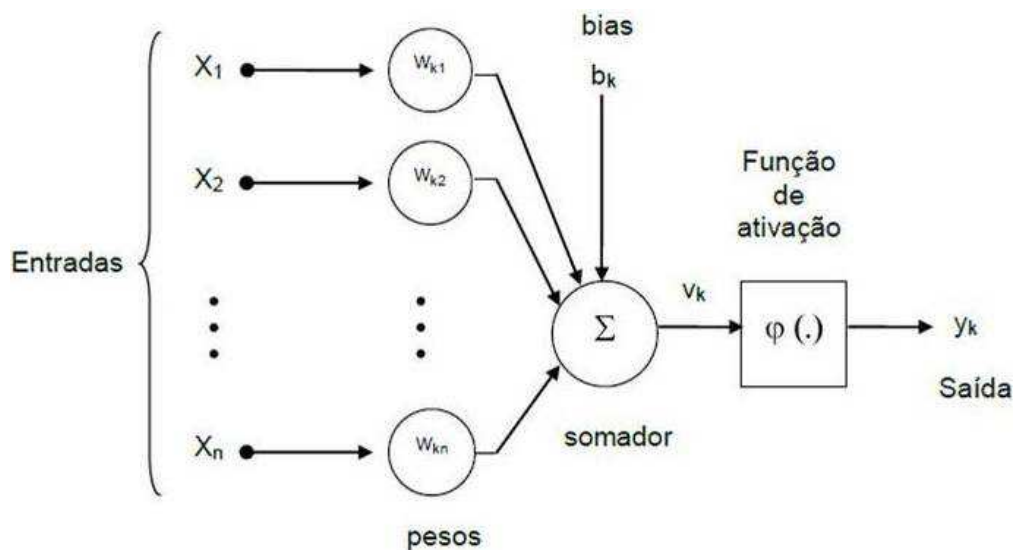 bias
b_k
X_1
W_k1
X_2
W_k2
Entradas
X_n
W_kn
pesos
Σ
somador
v_k
Função
de
ativação
φ (.)
y_k
Saída